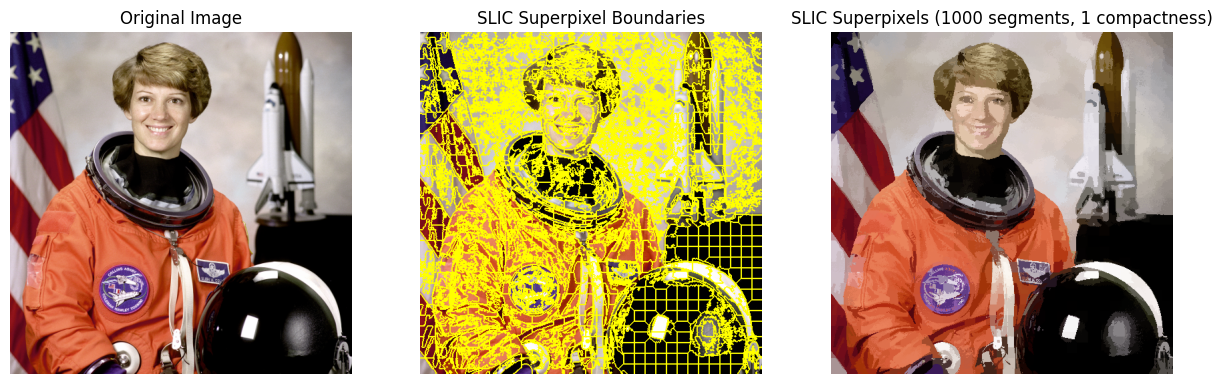 Original Image
SLIC Superpixel Boundaries
SLIC Superpixels (1000 segments, 1 compactness)